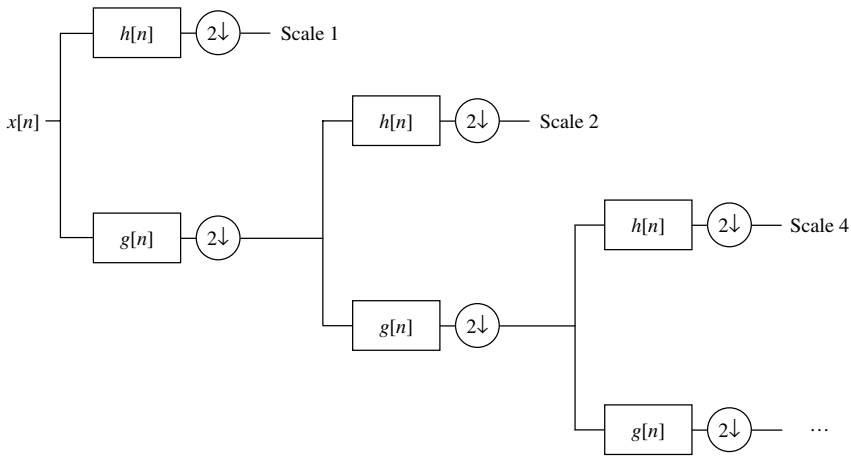 h[n] 2↓ Scale 1
x[n]
h[n] 2↓ Scale 2
g[n] 2↓
h[n] 2↓ Scale 4
g[n] 2↓
g[n] 2↓ ...